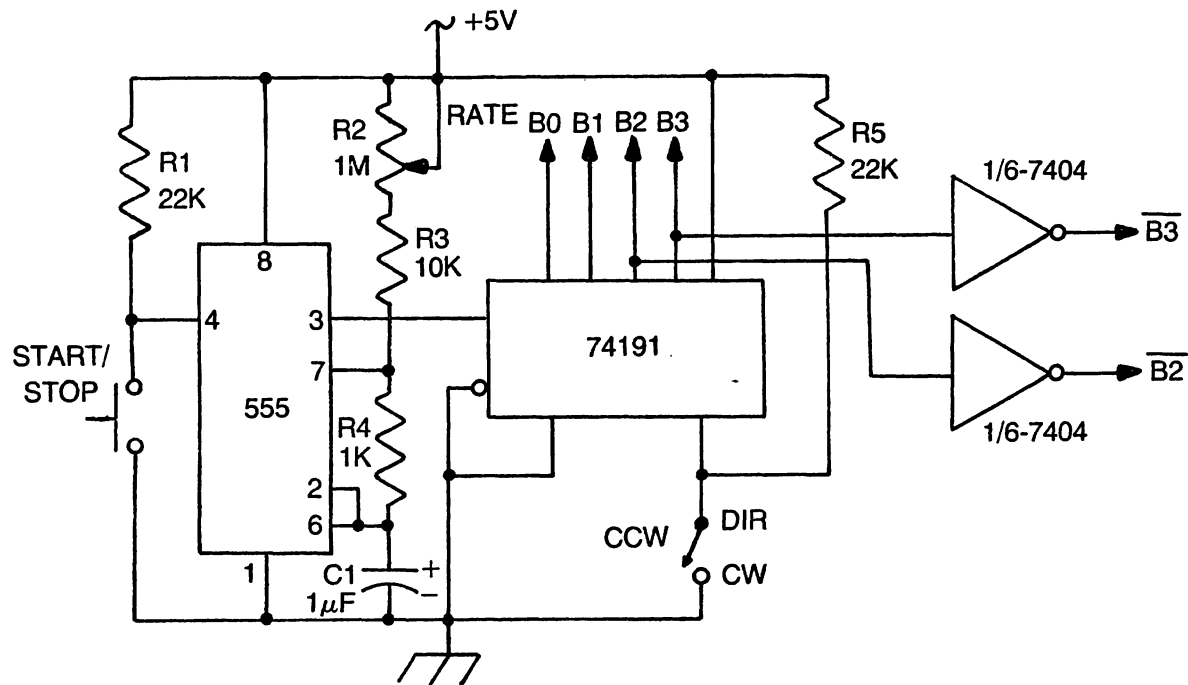 +5V
RATE
B0 B1 B2 B3
R1
22K
R2
1M
R3
10K
R5
22K
1/6-7404
B3
8
4
3
7
2
6
1
555
START/
STOP
R4
1K
74191
B2
1/6-7404
C1
1μF
+
−
CCW
DIR
CW